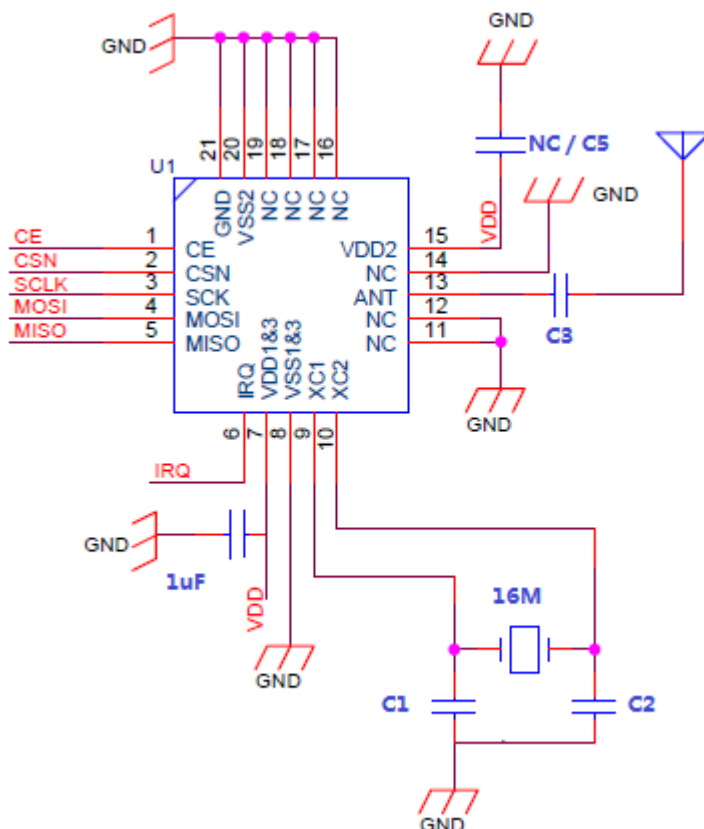 GND
GND
NC / C5
21
20
19
18
17
16
U1
GND
VSS2
NC
NC
NC
NC
VDD
GND
CE
1
CE
VDD2
15
CSN
2
CSN
NC
14
SCLK
3
SCK
ANT
13
MOSI
4
MOSI
NC
12
MISO
5
MISO
NC
11
C3
IRQ
VDD1&3
VSS1&3
XC1
XC2
GND
6
7
8
9
10
IRQ
GND
1uF
VDD
16M
GND
C1
C2
GND